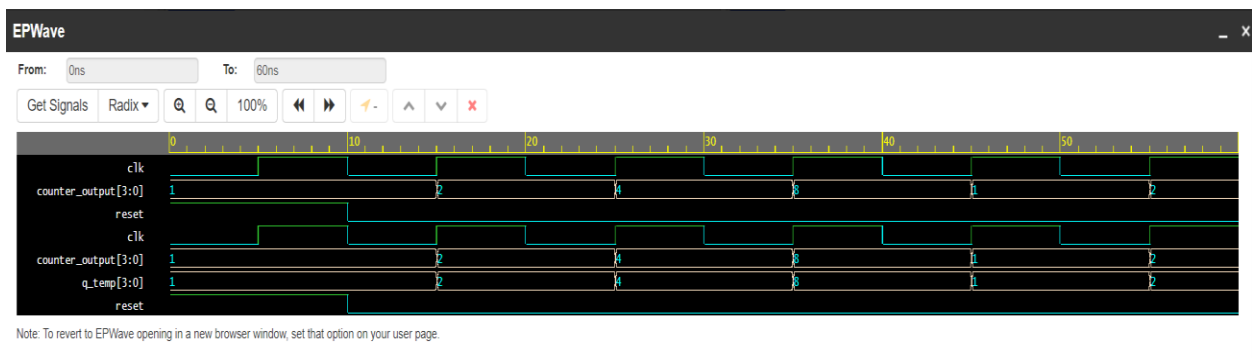 EPWave
From: 0ns To: 60ns
Get Signals Radix 100% -
0 10 20 30 40 50
clk
counter_output[3:0] 1 2 4 8 1 2
reset
clk
counter_output[3:0] 1 2 4 8 1 2
q_temp[3:0] 1 2 4 8 1 2
reset
Note: To revert to EPWave opening in a new browser window, set that option on your user page.